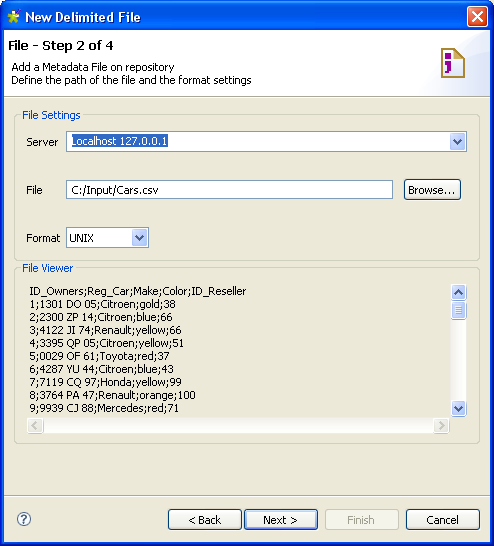 New Delimited File
File - Step 2 of 4
Add a Metadata File on repository
Define the path of the file and the format settings
File Settings
Server Localhost 127.0.0.1
File C:/Input/Cars.csv Browse...
Format UNIX
File Viewer
ID_Owners;Reg_Car;Make;Color;ID_Reseller
1;1301 DO 05;Citroen;gold;38
2;2300 ZP 14;Citroen;blue;66
3;4122 JI 74;Renault;yellow;66
4;3395 QP 05;Citroen;yellow;51
5;0029 OF 61;Toyota;red;37
6;4287 YU 44;Citroen;blue;43
7;7119 CQ 97;Honda;yellow;99
8;3764 PA 47;Renault;orange;100
9;9939 CJ 88;Mercedes;red;71
? < Back Next > Finish Cancel